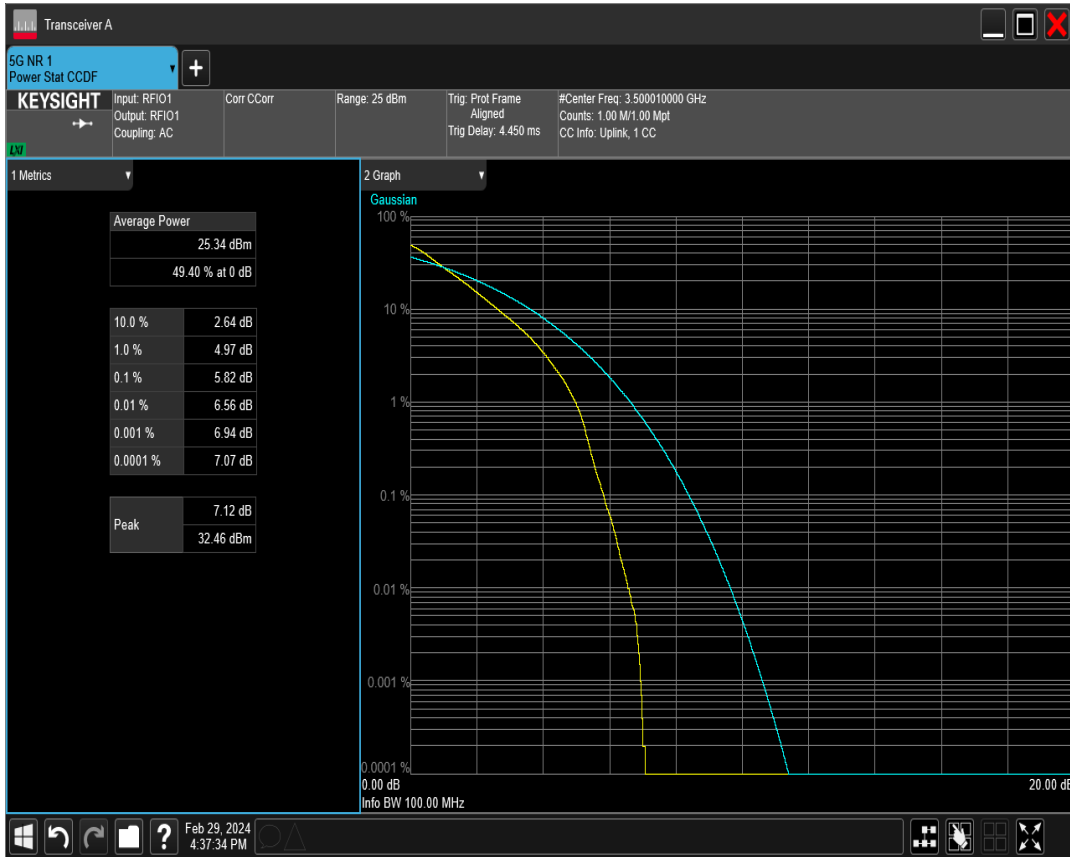 Transceiver A
5G NR 1
Power Stat CCDF
KEYSIGHT
LXI
Input: RFIO1
Output: RFIO1
Coupling: AC
Corr CCorr
Range: 25 dBm
Trig: Prot Frame
Aligned
Trig Delay: 4.450 ms
#Center Freq: 3.500010000 GHz
Counts: 1.00 M/1.00 Mpt
CC Info: Uplink, 1 CC
1 Metrics
Average Power
25.34 dBm
49.40 % at 0 dB
10.0 % 2.64 dB
1.0 % 4.97 dB
0.1 % 5.82 dB
0.01 % 6.56 dB
0.001 % 6.94 dB
0.0001 % 7.07 dB
Peak 7.12 dB
32.46 dBm
2 Graph
Gaussian
100 %
10 %
1 %
0.1 %
0.01 %
0.001 %
0.0001 %
0.00 dB 20.00 dB
Info BW 100.00 MHz
Feb 29, 2024
4:37:34 PM